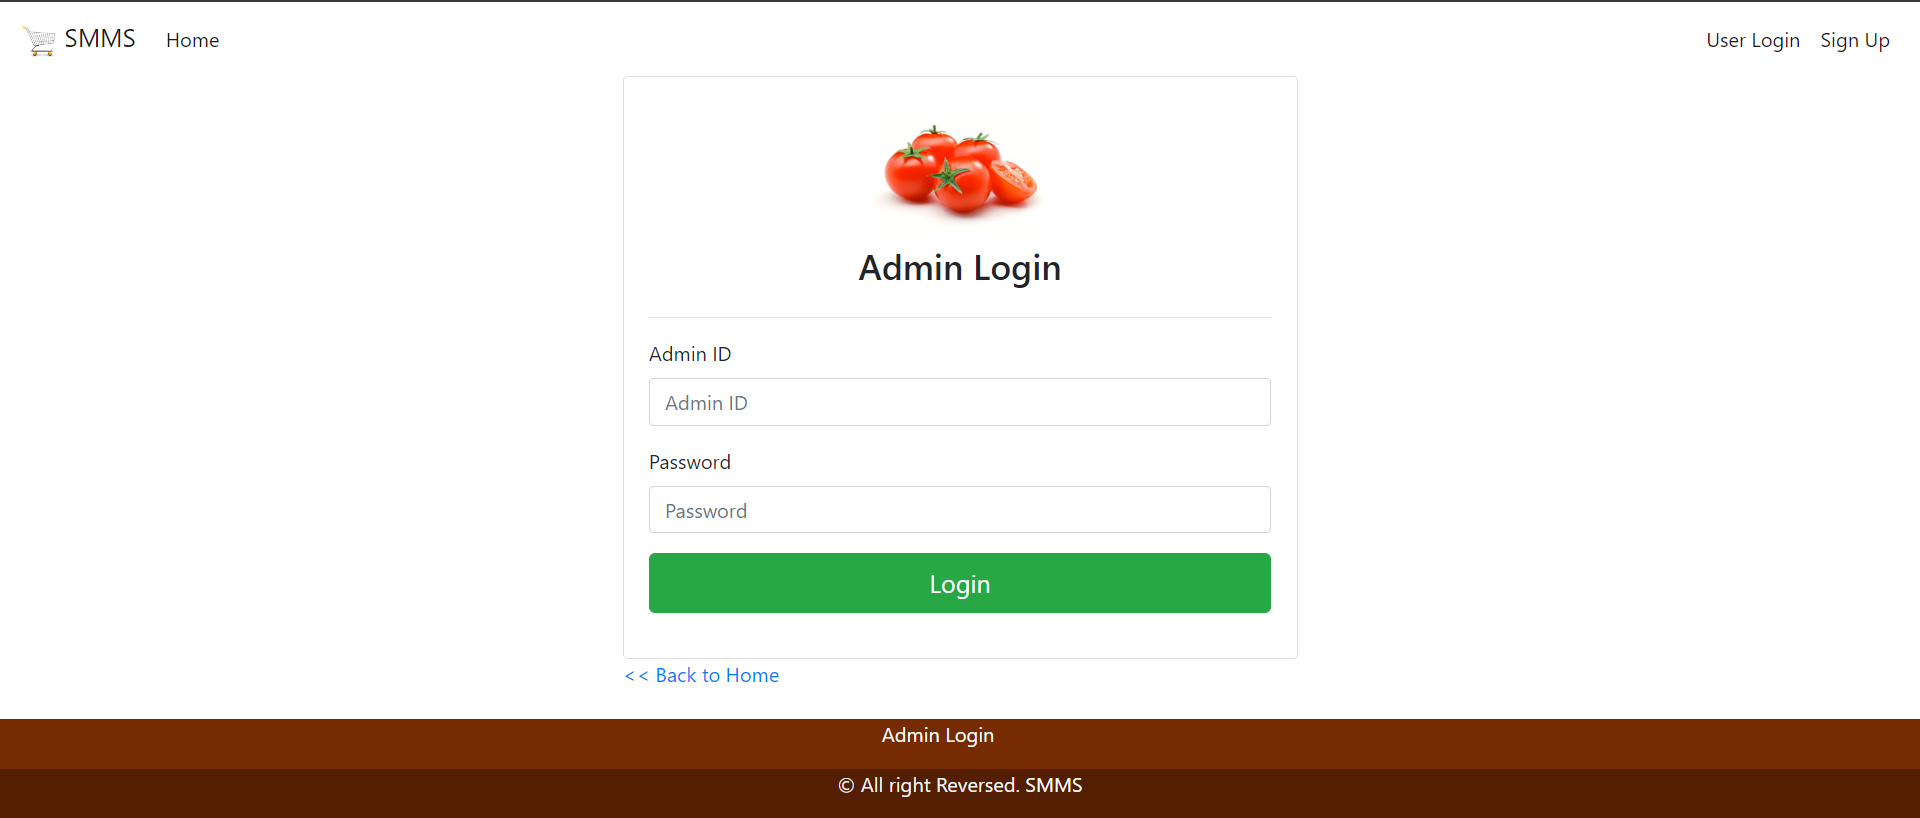 SMMS Home User Login Sign Up
Admin Login
Admin ID
Admin ID
Password
Password
Login
<< Back to Home
Admin Login
© All right Reversed. SMMS